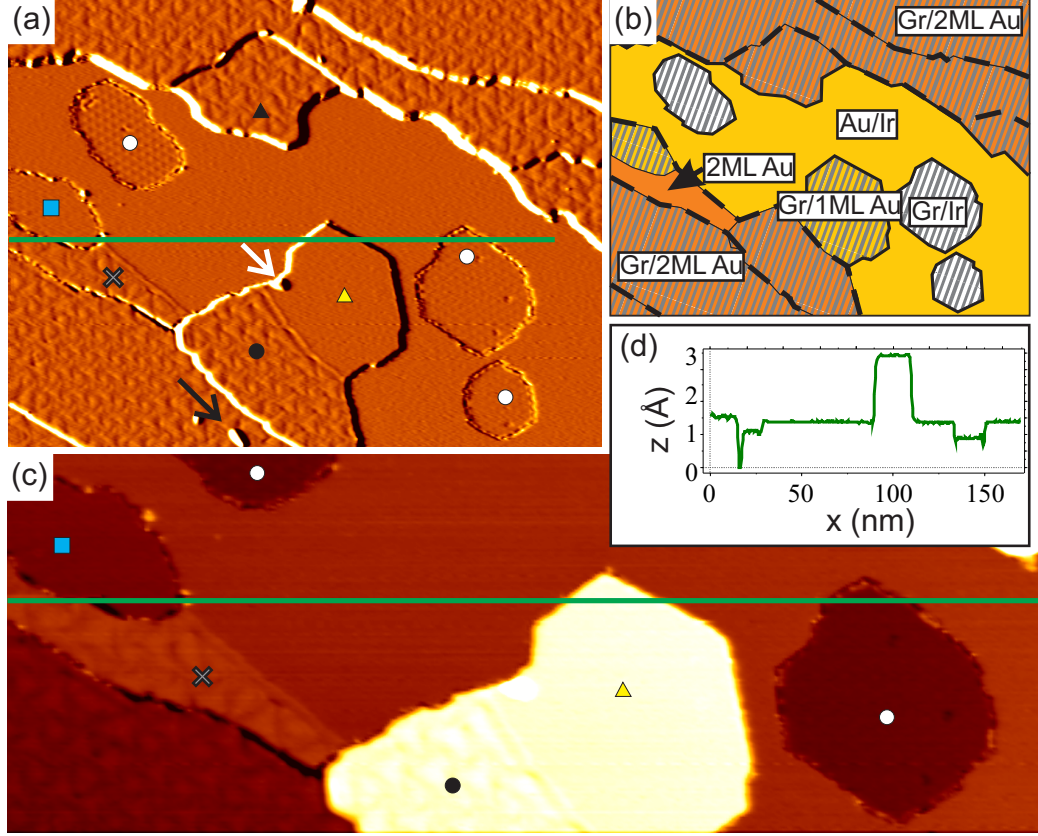 (a)
(b)
Gr/2ML Au
Au/Ir
2ML Au
Gr/1ML Au
Gr/Ir
Gr/2ML Au
(c)
(d)
3
2
1
0
z (Å)
0 50 100 150
x (nm)